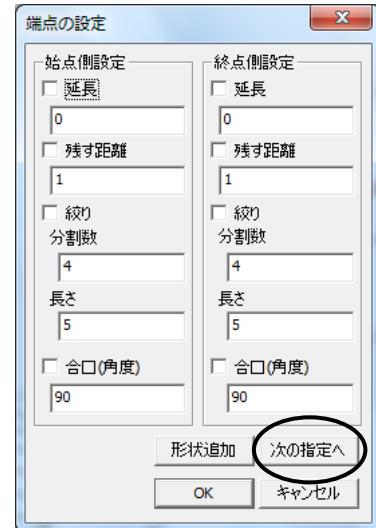 端点の設定
始点側設定
延長
0
残す距離
1
絞り
分割数
4
長さ
5
合口(角度)
90
終点側設定
延長
0
残す距離
1
絞り
分割数
4
長さ
5
合口(角度)
90
形状追加 次の指定へ
OK キャンセル